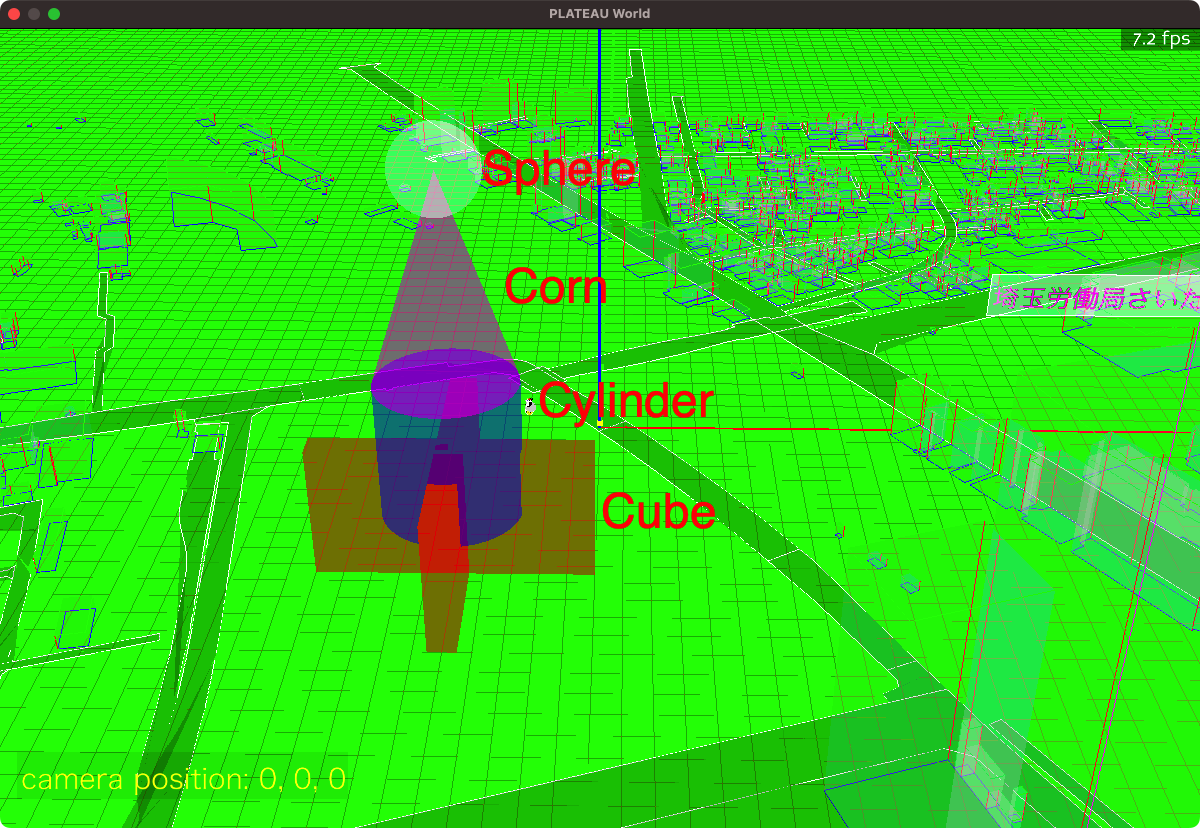 PLATEAU World
7.2 fps
Sphere
Corn
埼玉労働局さいた
Cylinder
Cube
camera position: 0, 0, 0